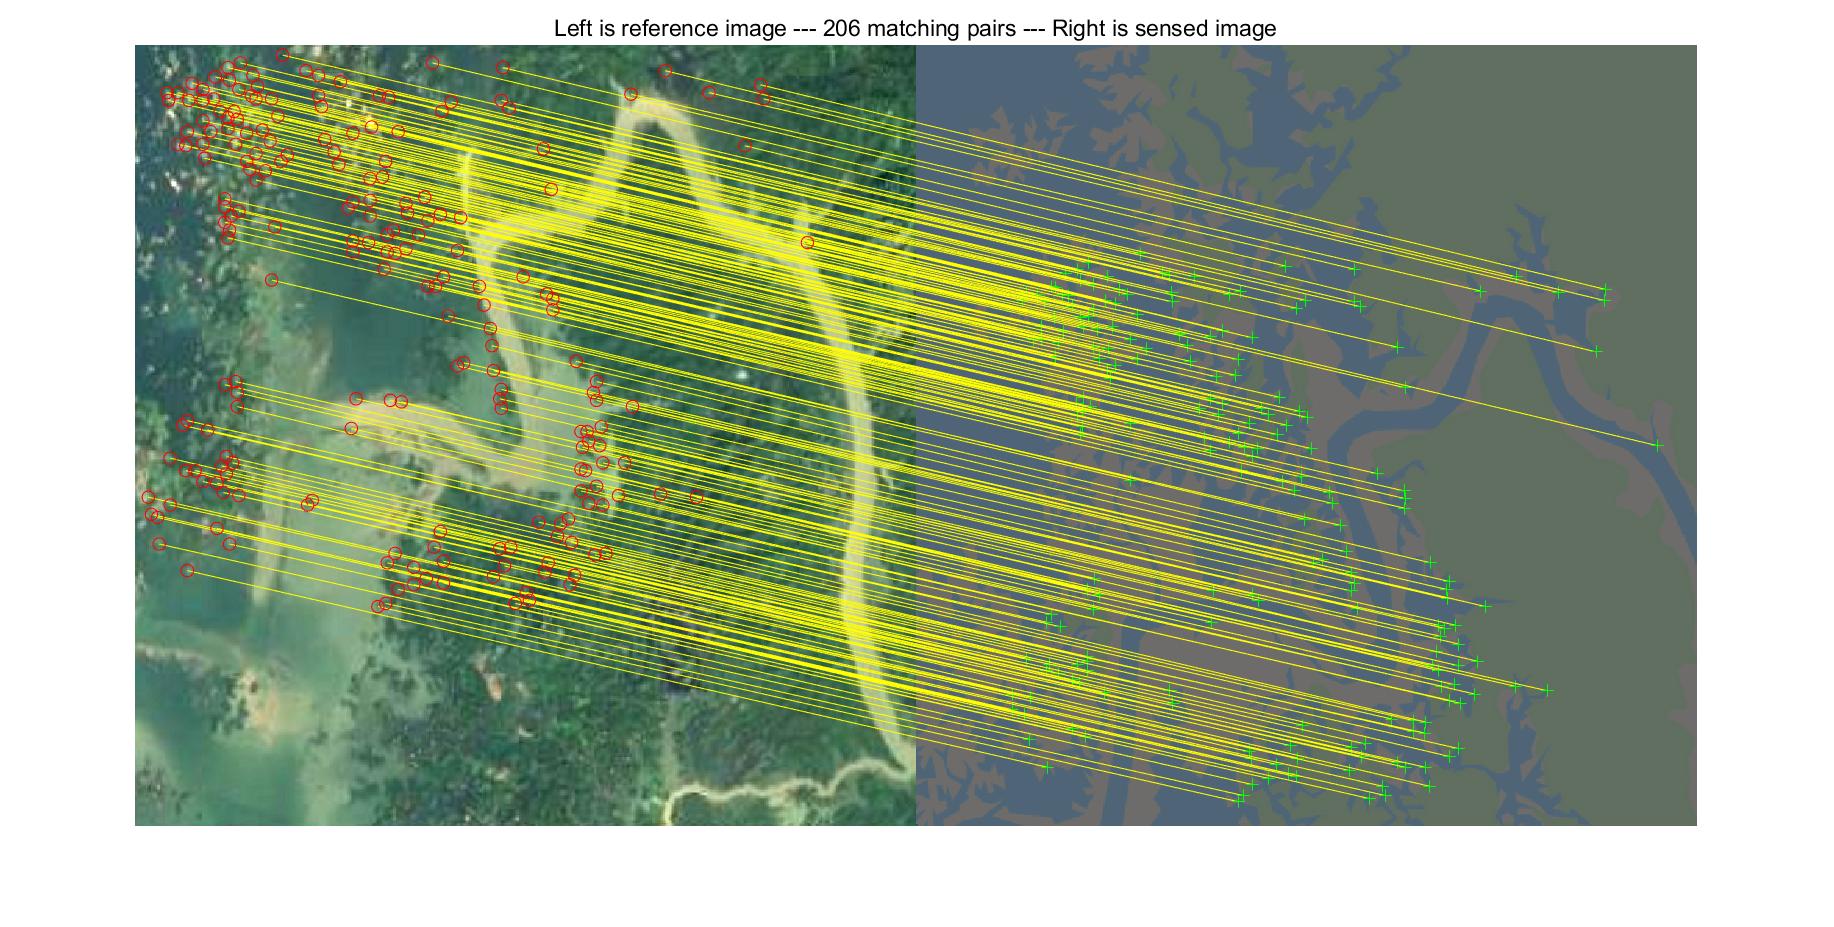 Left is reference image --- 206 matching pairs --- Right is sensed image